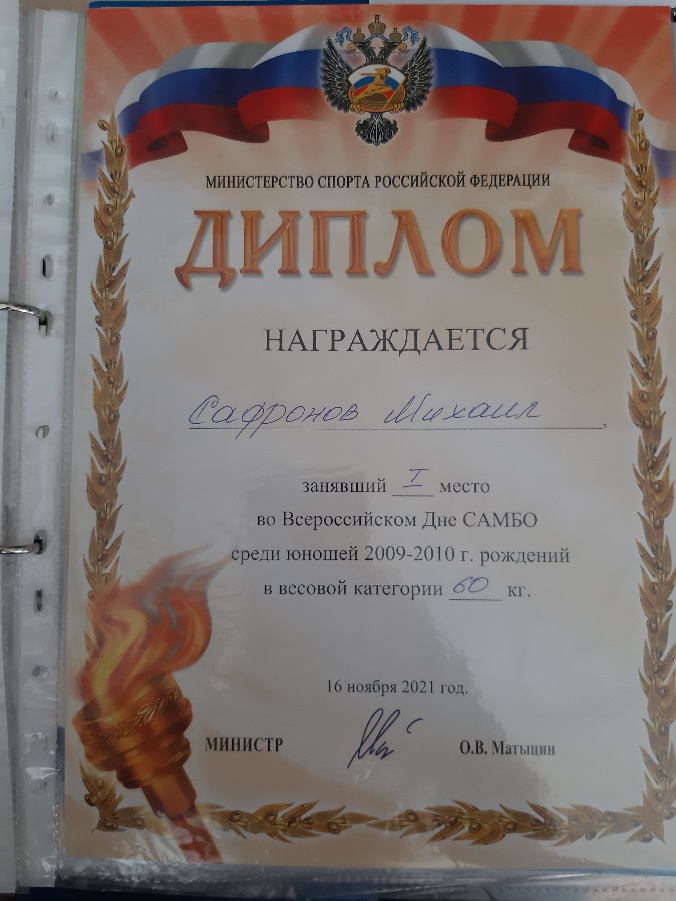 МИНИСТЕРСТВО СПОРТА РОССИЙСКОЙ ФЕДЕРАЦИИ
ДИПЛОМ
НАГРАЖДАЕТСЯ
Сафронов Михаил
занявший I место
во Всероссийском Дне САМБО
среди юношей 2009-2010 г. рождений
в весовой категории 60 кг.
16 ноября 2021 год.
МИНИСТР О.В. Матыцин